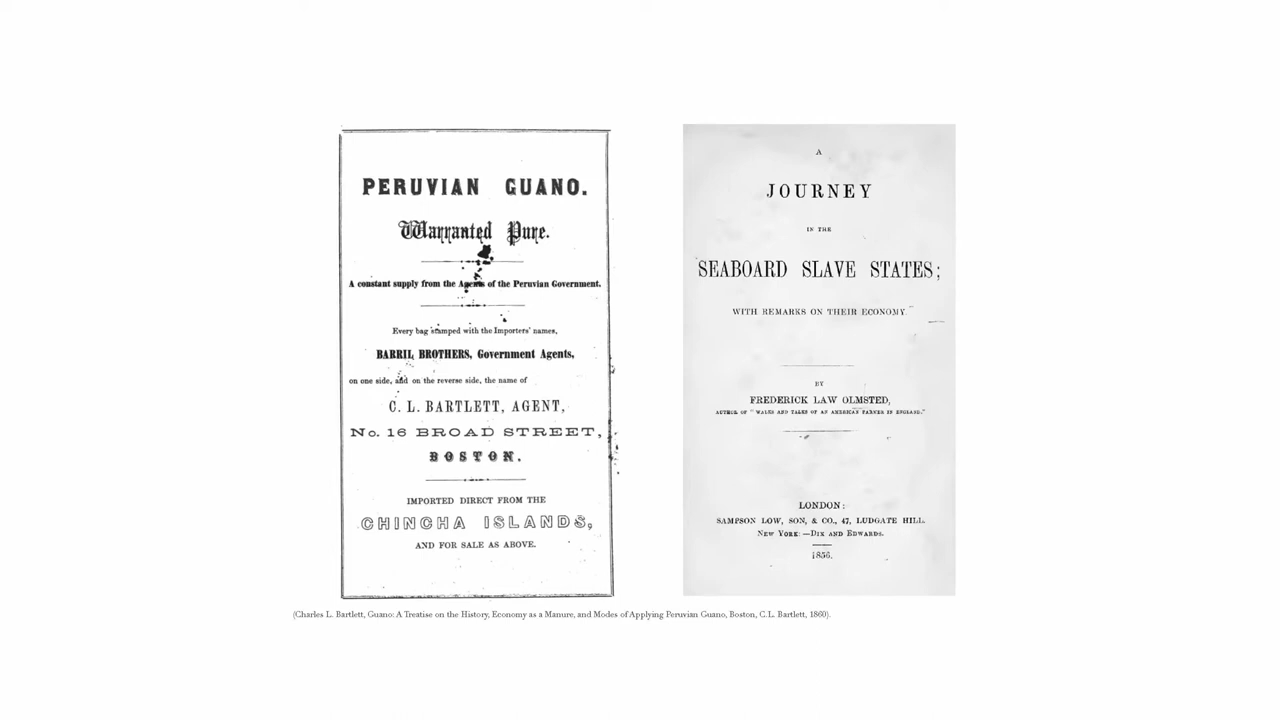 PERUVIAN GUANO.
Warranted Pure.
A constant supply from the Agents of the Peruvian Government.
Every bag stamped with the Importers' names,
BARRIL BROTHERS, Government Agents,
on one side, and on the reverse side, the name of
C. L. BARTLETT, AGENT,
No. 16 BROAD STREET,
BOSTON.
IMPORTED DIRECT FROM THE
CHINCHA ISLANDS,
AND FOR SALE AS ABOVE.
A
JOURNEY
IN THE
SEABOARD SLAVE STATES;
WITH REMARKS ON THEIR ECONOMY.
BY
FREDERICK LAW OLMSTED,
AUTHOR OF "WALKS AND TALKS OF AN AMERICAN FARMER IN ENGLAND."
LONDON:
SAMPSON LOW, SON, & CO., 47, LUDGATE HILL.
NEW YORK:—DIX AND EDWARDS.
1856.
(Charles L. Bartlett, Guano: A Treatise on the History, Economy as a Manure, and Modes of Applying Peruvian Guano, Boston, C.L. Bartlett, 1860).